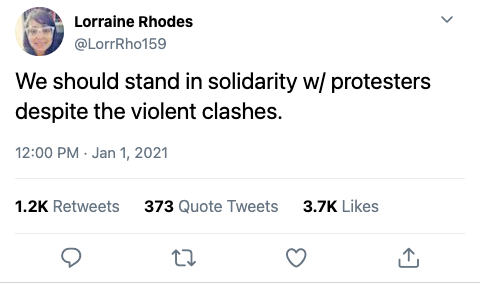 Lorraine Rhodes
@LorrRho159
We should stand in solidarity w/ protesters
despite the violent clashes.
12:00 PM · Jan 1, 2021
1.2K Retweets 373 Quote Tweets 3.7K Likes